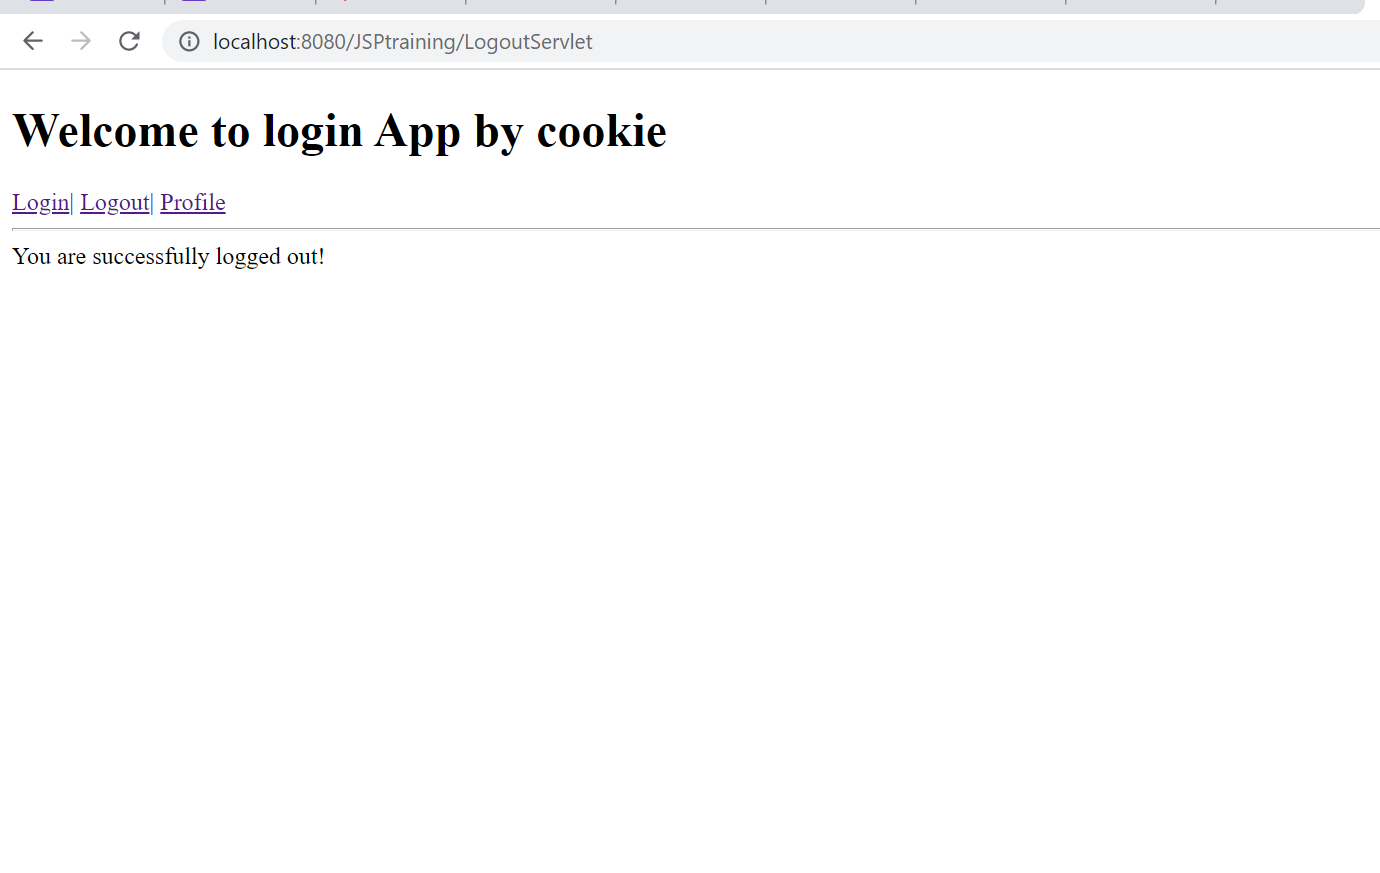 localhost:8080/JSPtraining/LogoutServlet
Welcome to login App by cookie
Login| Logout| Profile
You are successfully logged out!